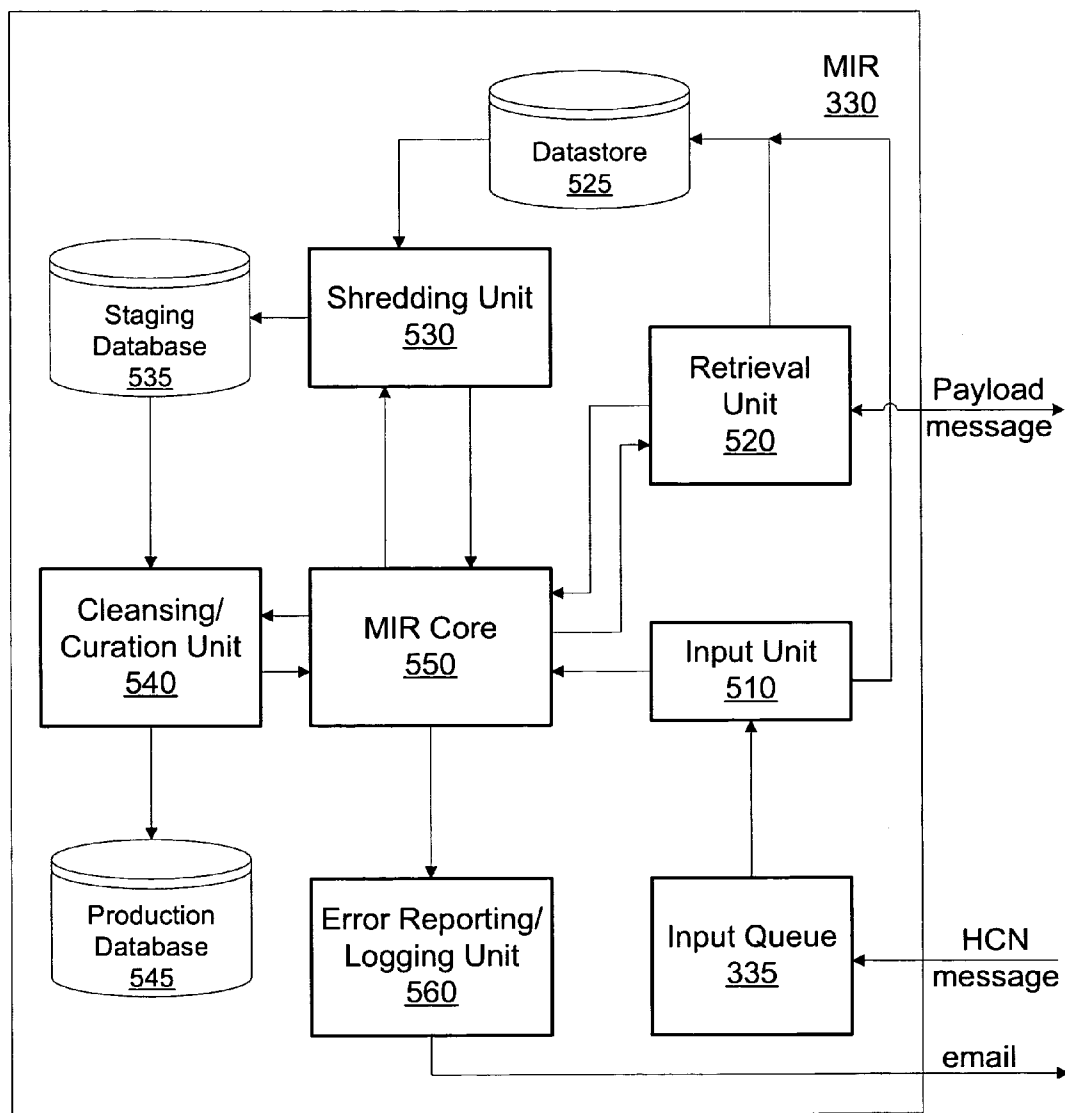 MIR
330
Datastore
525
Shredding Unit
530
Staging
Database
535
Retrieval
Unit
520
Payload
message
Cleansing/
Curation Unit
540
MIR Core
550
Input Unit
510
Production
Database
545
Error Reporting/
Logging Unit
560
Input Queue
335
HCN
message
email